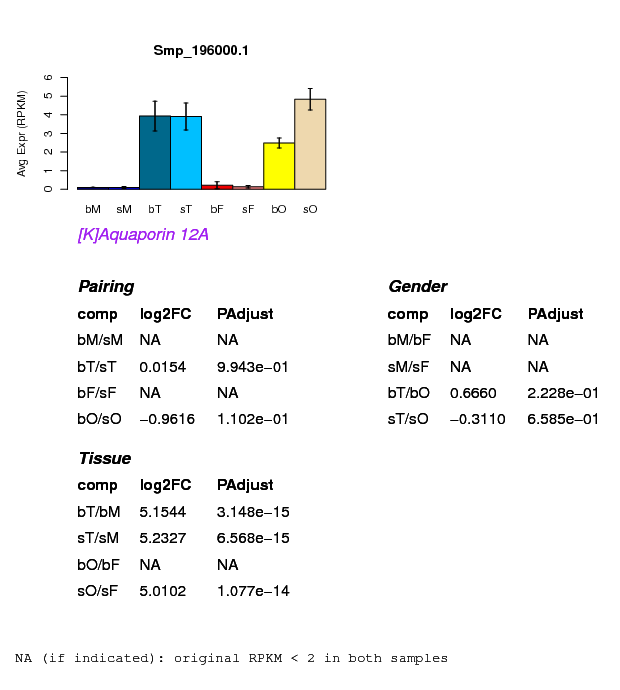 Smp_196000.1
Avg Expr (RPKM)
0 1 2 3 4 5 6
bM sM bT sT bF sF bO sO
[K]Aquaporin 12A
Pairing
comp log2FC PAdjust
bM/sM NA NA
bT/sT 0.0154 9.943e−01
bF/sF NA NA
bO/sO −0.9616 1.102e−01
Gender
comp log2FC PAdjust
bM/bF NA NA
sM/sF NA NA
bT/bO 0.6660 2.228e−01
sT/sO −0.3110 6.585e−01
Tissue
comp log2FC PAdjust
bT/bM 5.1544 3.148e−15
sT/sM 5.2327 6.568e−15
bO/bF NA NA
sO/sF 5.0102 1.077e−14
NA (if indicated): original RPKM < 2 in both samples